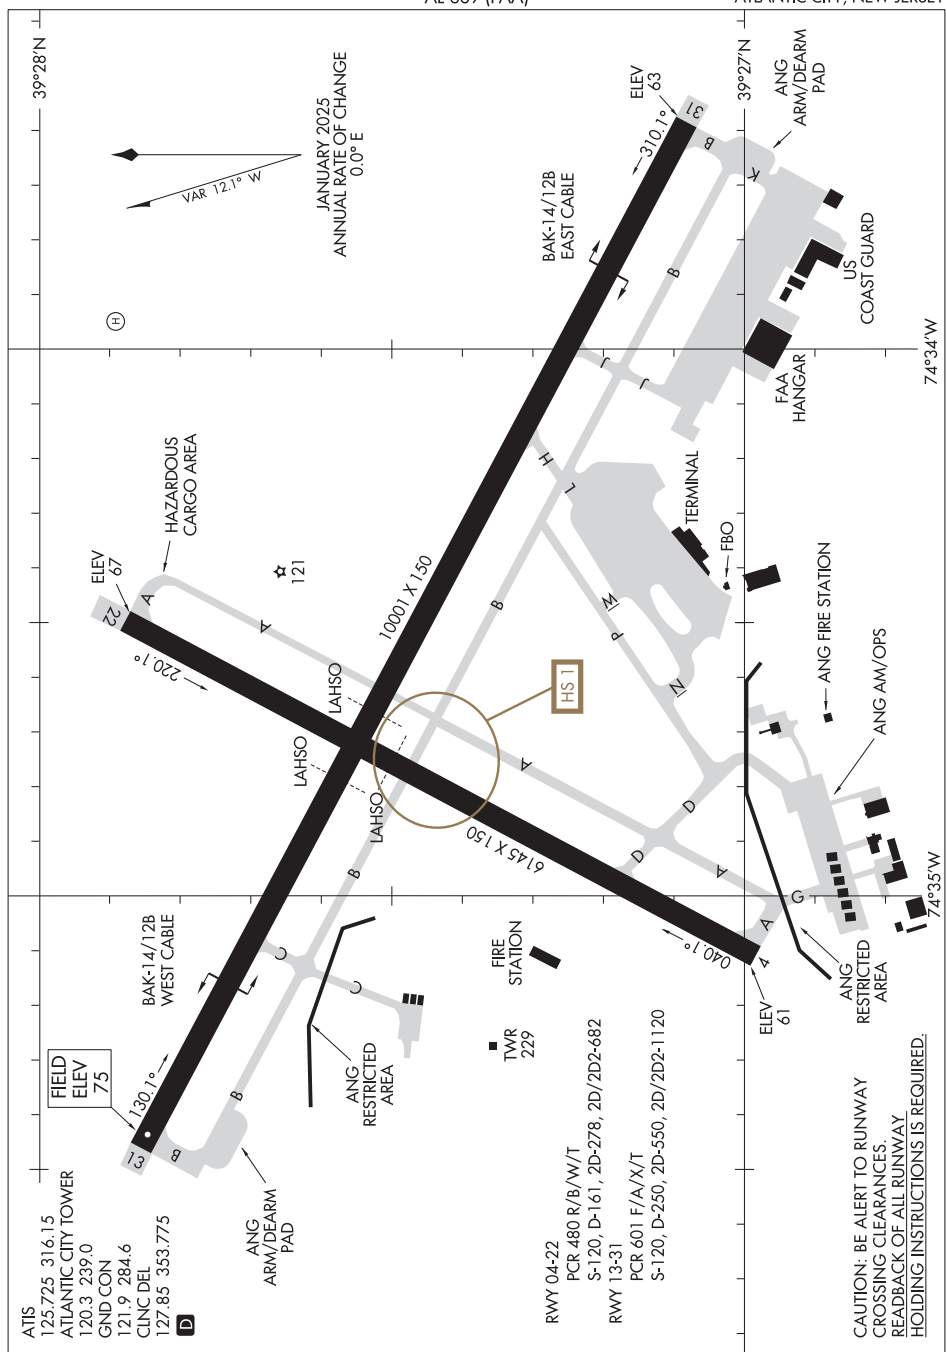 AL-669 (FAA)
ATLANTIC CITY, NEW JERSEY
ATIS
125.725 316.15
ATLANTIC CITY TOWER
120.3 239.0
GND CON
121.9 284.6
CLNC DEL
127.85 353.775
D
FIELD
ELEV
75
130.1°
13
B
ANG
ARM/DEARM
PAD
B
BAK-14/12B
WEST CABLE
C
C
ANG
RESTRICTED
AREA
B
TWR
229
FIRE
STATION
LAHSO
LAHSO
LAHSO
HS 1
ELEV
67
22
220.1°
A
HAZARDOUS
CARGO AREA
A
121
6145 X 150
10001 X 150
A
B
D
D
A
A
040.1°
4
ELEV
61
G
ANG
RESTRICTED
AREA
N
P
M
L
H
TERMINAL
FBO
ANG FIRE STATION
ANG AM/OPS
J
J
B
BAK-14/12B
EAST CABLE
310.1°
31
ELEV
63
B
K
ANG
ARM/DEARM
PAD
US
COAST GUARD
FAA
HANGAR
H
VAR 12.1° W
JANUARY 2025
ANNUAL RATE OF CHANGE
0.0° E
39°28'N
39°27'N
74°34'W
74°35'W
RWY 04-22
PCR 480 R/B/W/T
S-120, D-161, 2D-278, 2D/2D2-682
RWY 13-31
PCR 601 F/A/X/T
S-120, D-250, 2D-550, 2D/2D2-1120
CAUTION: BE ALERT TO RUNWAY
CROSSING CLEARANCES.
READBACK OF ALL RUNWAY
HOLDING INSTRUCTIONS IS REQUIRED.